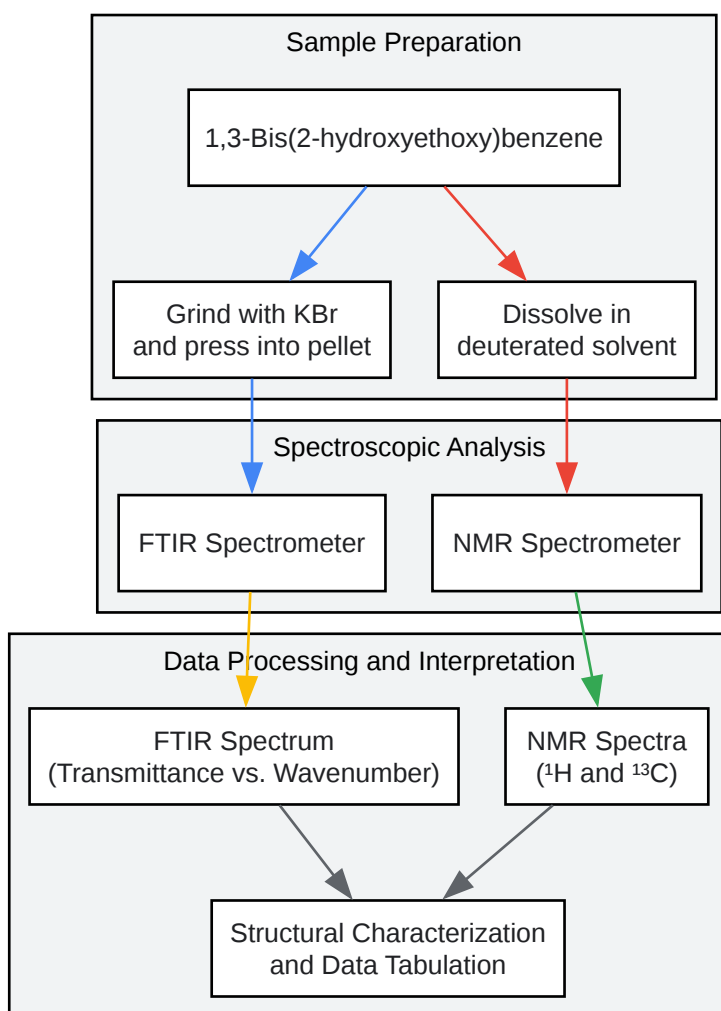 Sample Preparation
1,3-Bis(2-hydroxyethoxy)benzene
Grind with KBr
and press into pellet
Dissolve in
deuterated solvent
Spectroscopic Analysis
FTIR Spectrometer
NMR Spectrometer
Data Processing and Interpretation
FTIR Spectrum
(Transmittance vs. Wavenumber)
NMR Spectra
(¹H and ¹³C)
Structural Characterization
and Data Tabulation